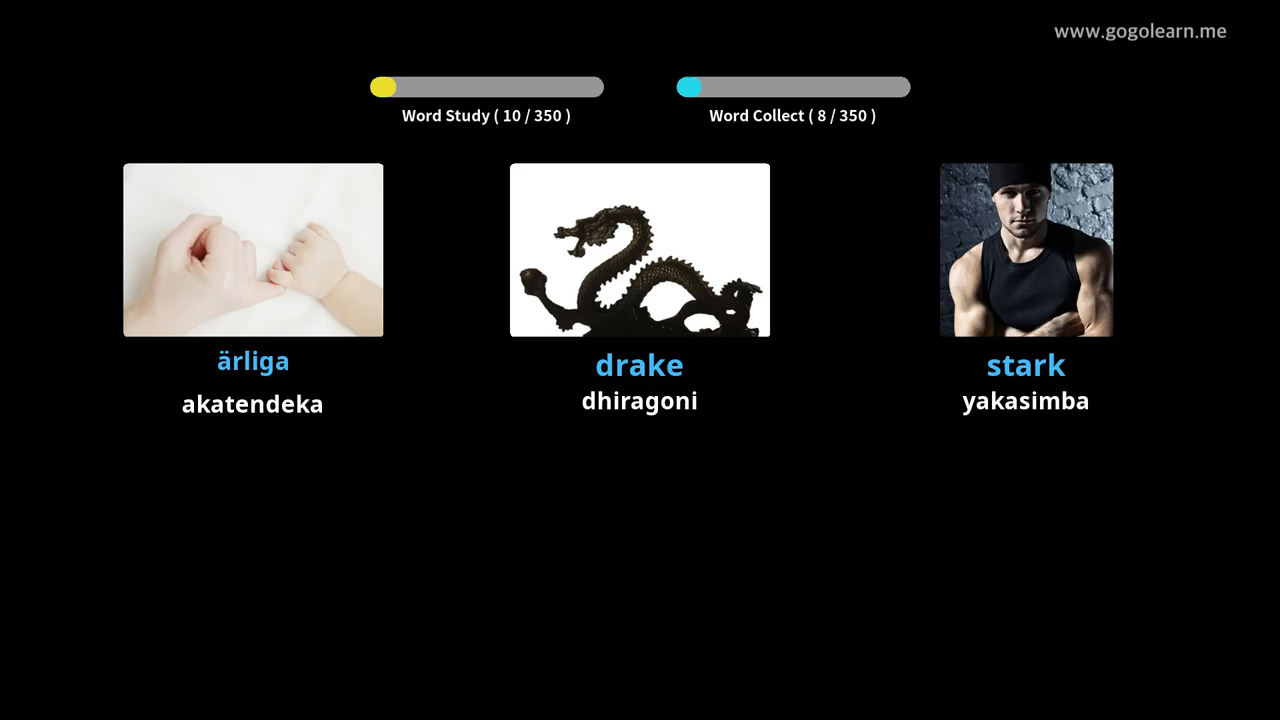 www.gogolearn.me
Word Study ( 10 / 350 )
Word Collect ( 8 / 350 )
ärliga
akatendeka
drake
dhiragoni
stark
yakasimba